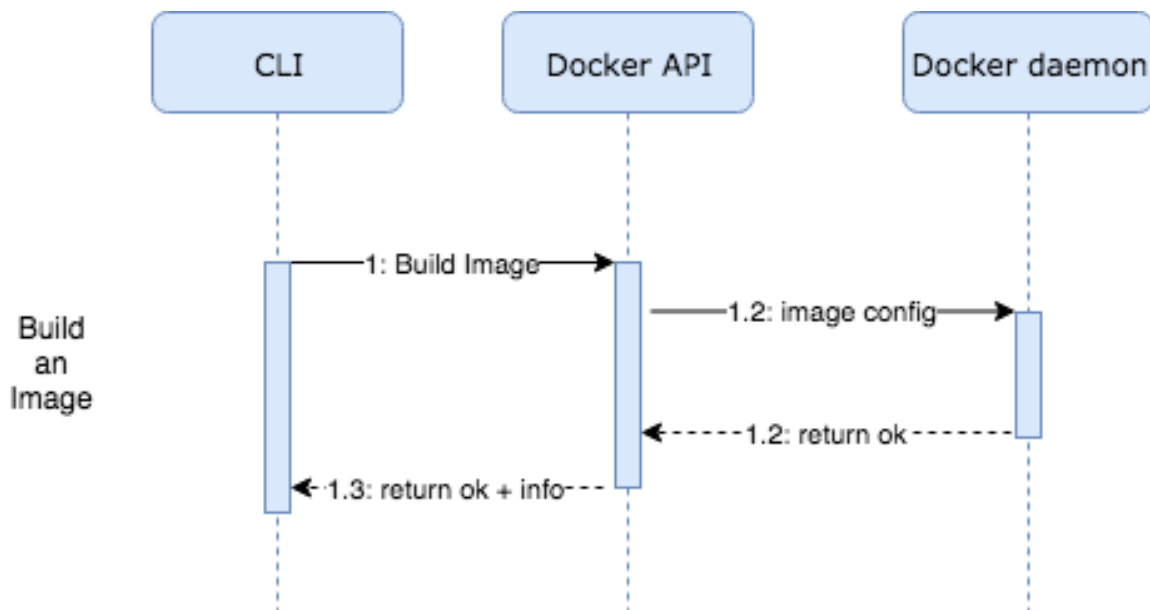 CLI
Docker API
Docker daemon
1: Build Image
1.2: image config
Build
an
Image
1.2: return ok
1.3: return ok + info